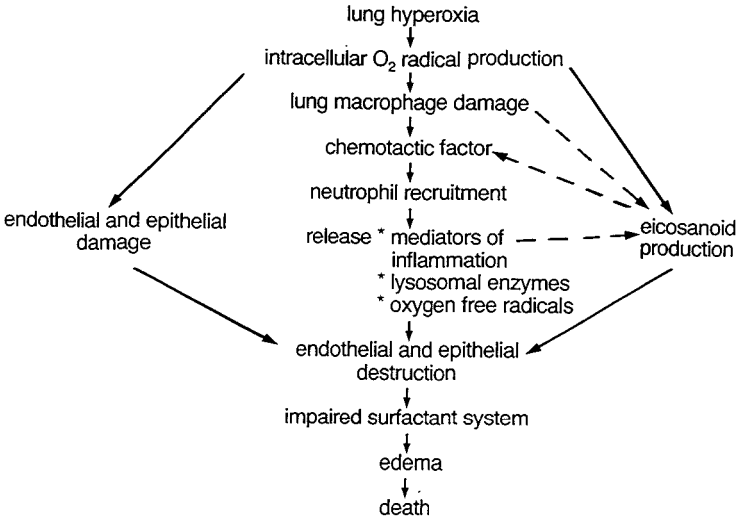 lung hyperoxia
intracellular O₂ radical production
lung macrophage damage
chemotactic factor
neutrophil recruitment
endothelial and epithelial
damage
release * mediators of
inflammation
* lysosomal enzymes
* oxygen free radicals
eicosanoid
production
endothelial and epithelial
destruction
impaired surfactant system
edema
death